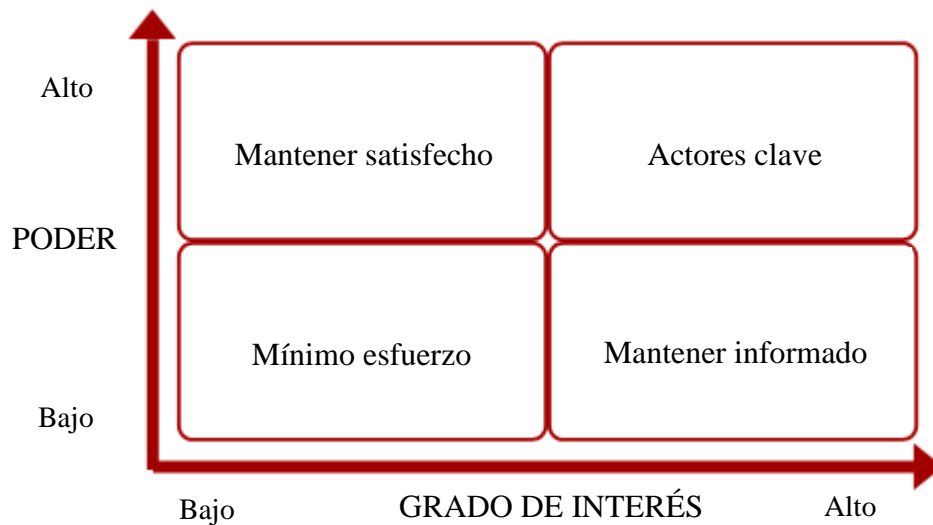 Alto
Mantener satisfecho
Actores clave
PODER
Mínimo esfuerzo
Mantener informado
Bajo
Bajo
GRADO DE INTERÉS
Alto